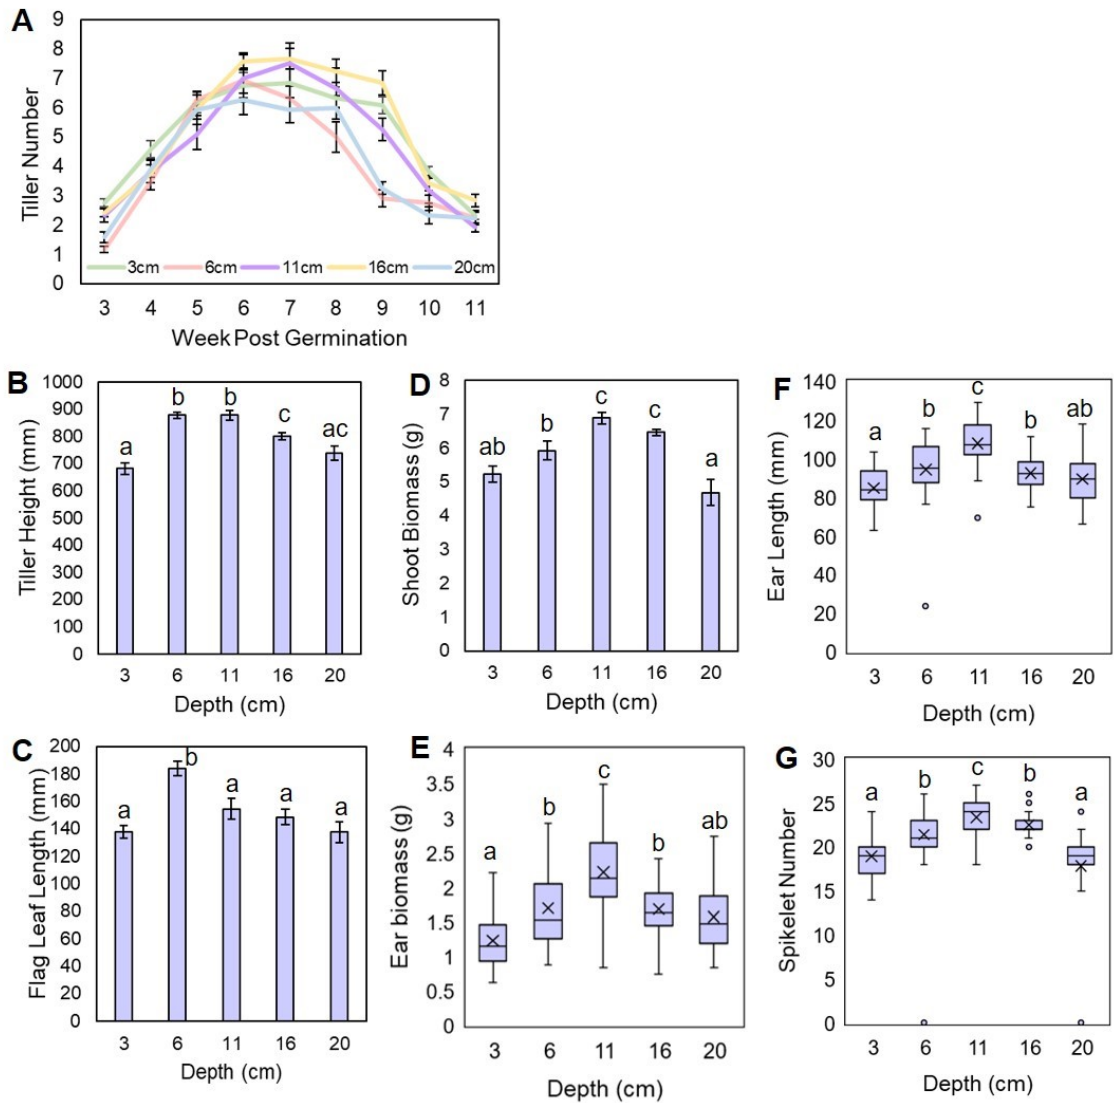 A
9
8
7
6
5
4
3
2
1
0
Tiller Number
3cm 6cm 11cm 16cm 20cm
3 4 5 6 7 8 9 10 11
Week Post Germination
B
1000
900
800
700
600
500
400
300
200
100
0
Tiller Height (mm)
a b b c ac
3 6 11 16 20
Depth (cm)
D
8
7
6
5
4
3
2
1
0
Shoot Biomass (g)
ab b c c a
3 6 11 16 20
Depth (cm)
F
140
120
100
80
60
40
20
0
Ear Length (mm)
a b c b ab
3 6 11 16 20
Depth (cm)
C
200
180
160
140
120
100
80
60
40
20
0
Flag Leaf Length (mm)
a b a a a
3 6 11 16 20
Depth (cm)
E
4
3.5
3
2.5
2
1.5
1
0.5
0
Ear biomass (g)
a b c b ab
3 6 11 16 20
Depth (cm)
G
30
25
20
15
10
5
0
Spikelet Number
a b c b a
3 6 11 16 20
Depth (cm)